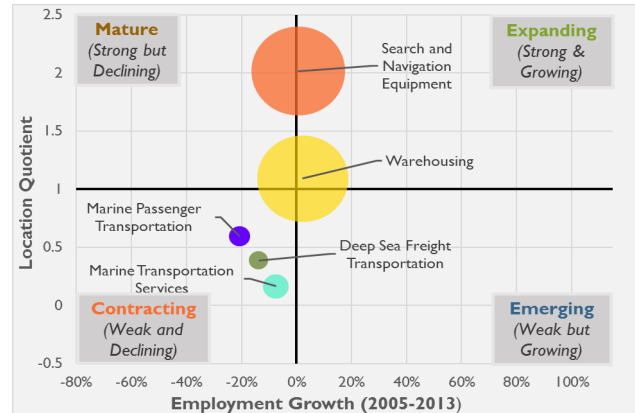 2.5
2
1.5
1
0.5
0
-0.5
Location Quotient
Mature
(Strong but
Declining)
Expanding
(Strong &
Growing)
Search and
Navigation
Equipment
Warehousing
Marine Passenger
Transportation
Deep Sea Freight
Transportation
Marine Transportation
Services
Contracting
(Weak and
Declining)
Emerging
(Weak but
Growing)
-80% -60% -40% -20% 0% 20% 40% 60% 80% 100%
Employment Growth (2005-2013)